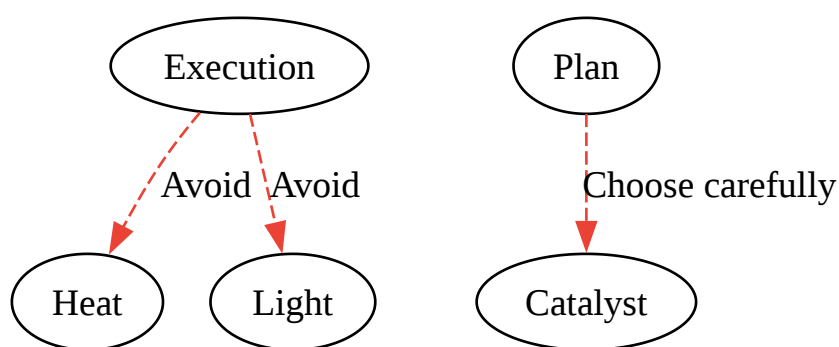 Execution
Plan
Avoid
Avoid
Choose carefully
Heat
Light
Catalyst